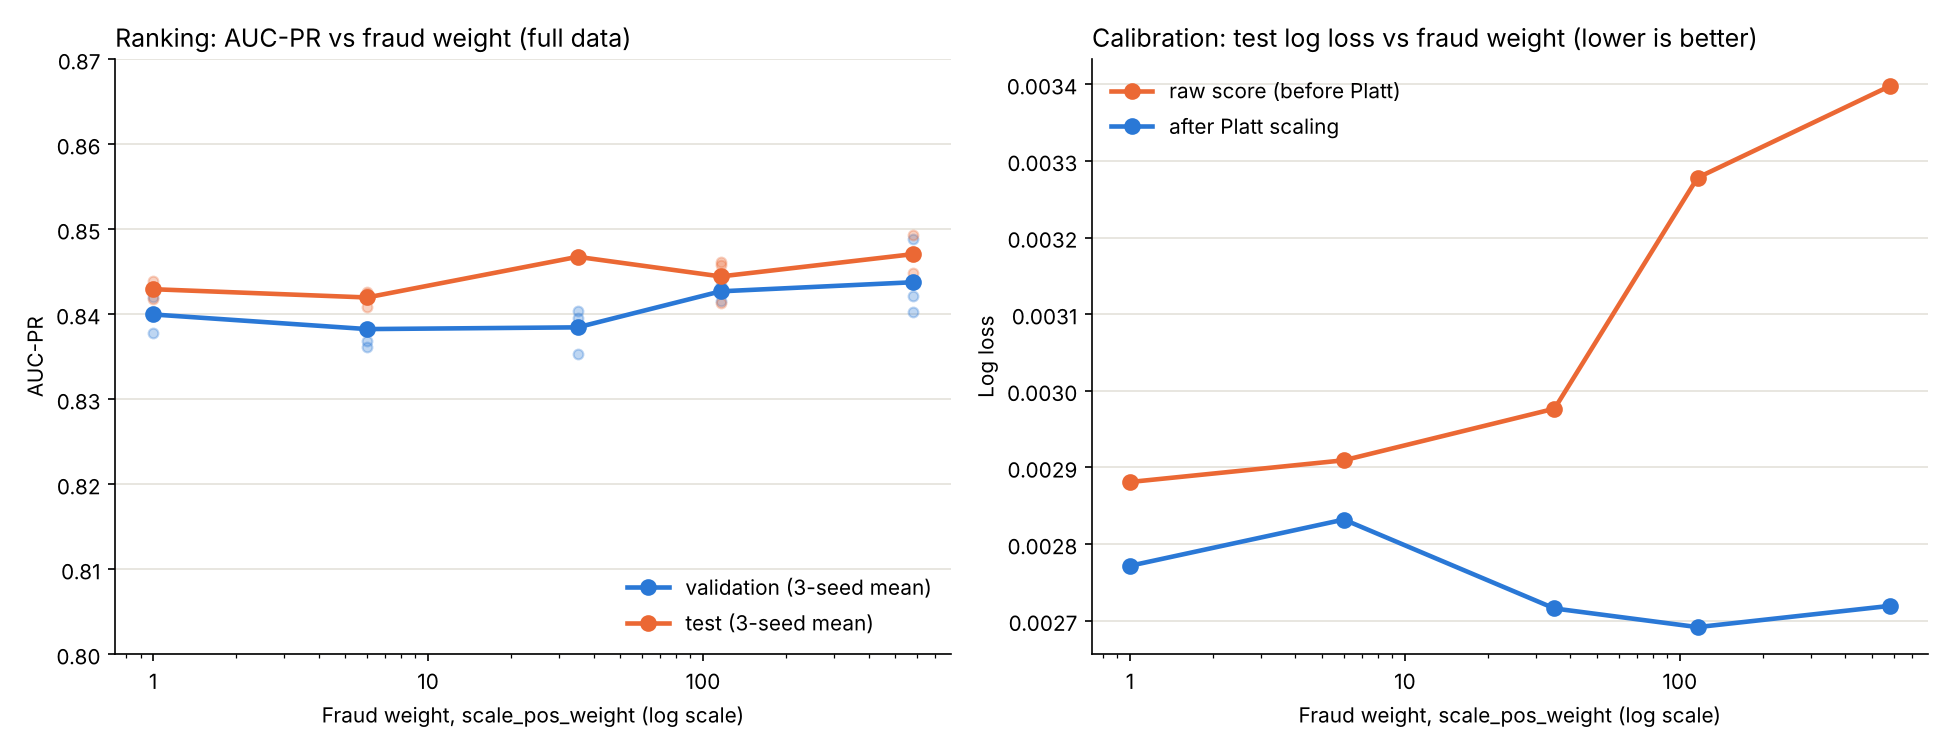 Ranking: AUC-PR vs fraud weight (full data)
0.87
0.86
0.85
0.84
0.83
0.82
0.81
0.80
AUC-PR
validation (3-seed mean)
test (3-seed mean)
1
10
100
Fraud weight, scale_pos_weight (log scale)
Calibration: test log loss vs fraud weight (lower is better)
raw score (before Platt)
after Platt scaling
0.0034
0.0033
0.0032
0.0031
0.0030
0.0029
0.0028
0.0027
Log loss
1
10
100
Fraud weight, scale_pos_weight (log scale)